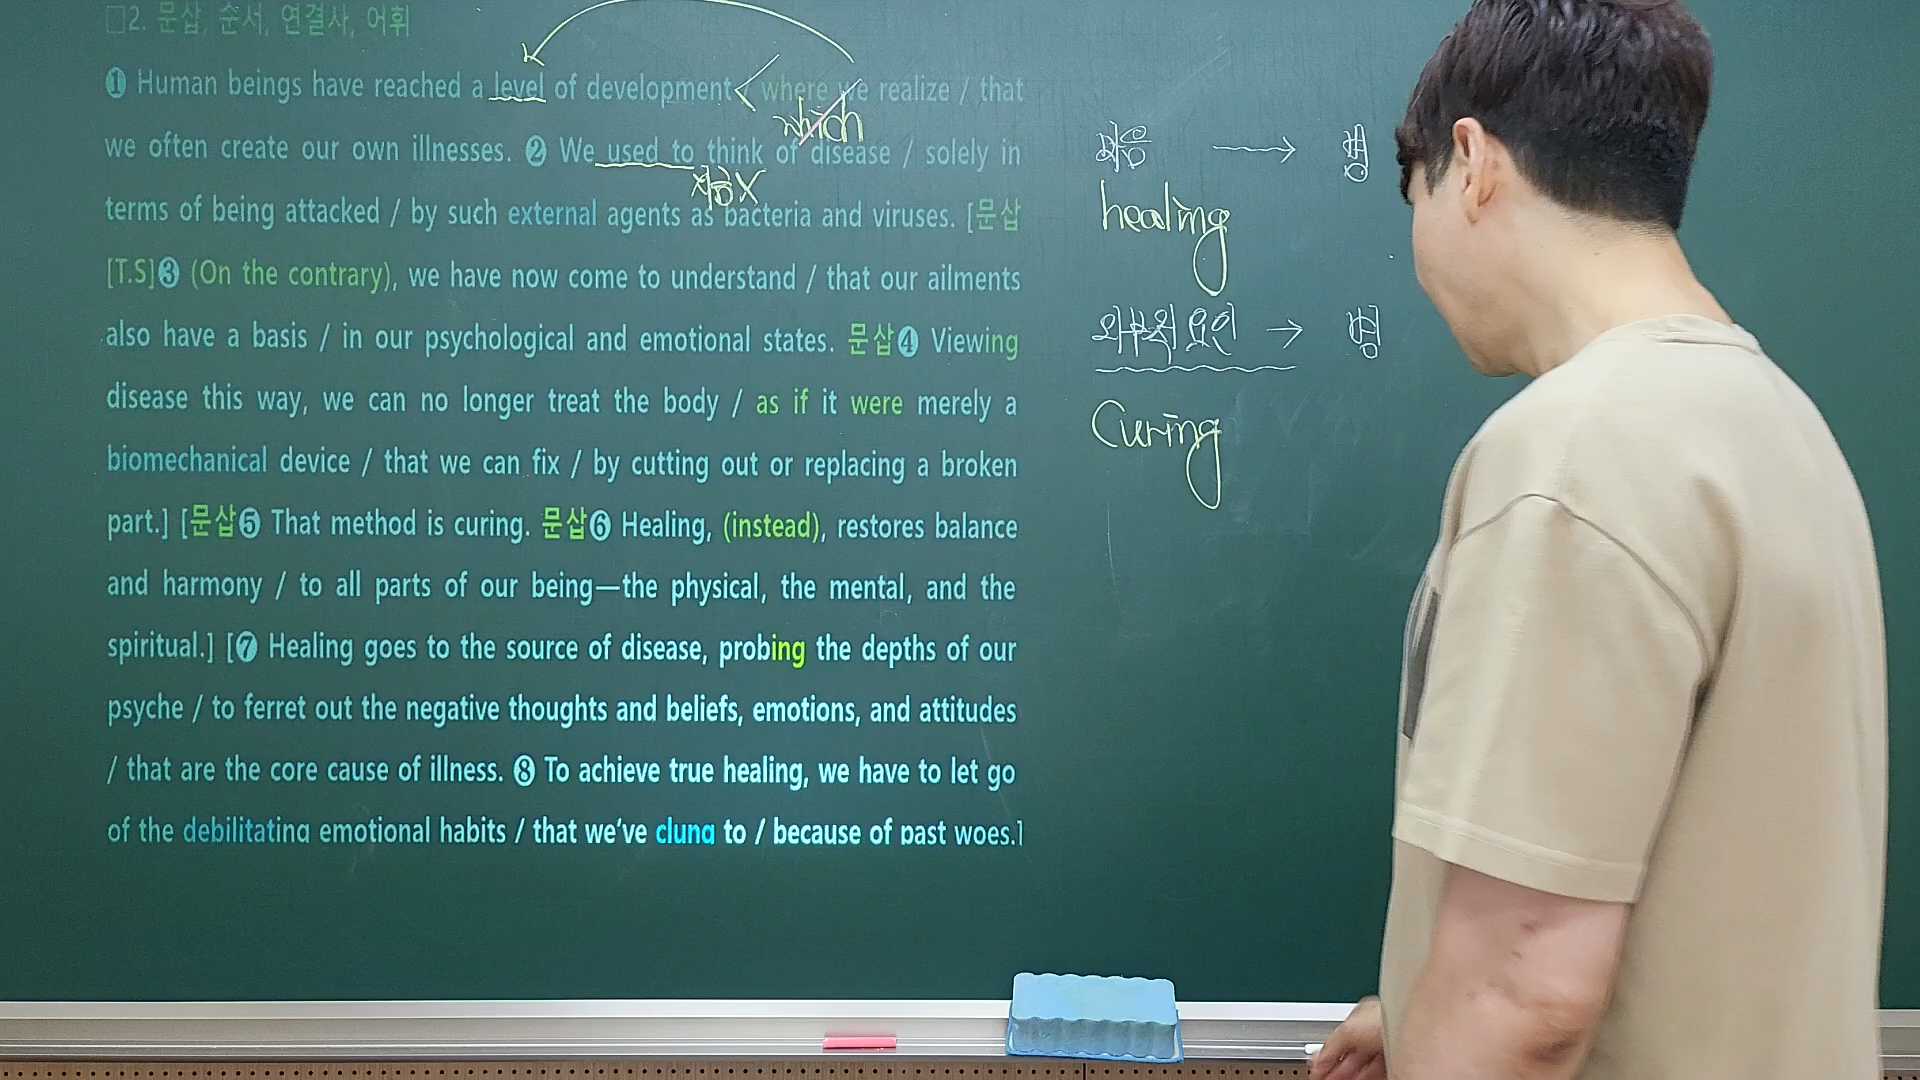 □2. 문삽, 순서, 연결사, 어휘
❶ Human beings have reached a level of development / where we realize / that
which
we often create our own illnesses. ❷ We used to think of disease / solely in
지금X
terms of being attacked / by such external agents as bacteria and viruses. [문삽
[T.S]❸ (On the contrary), we have now come to understand / that our ailments
also have a basis / in our psychological and emotional states. 문삽❹ Viewing
disease this way, we can no longer treat the body / as if it were merely a
biomechanical device / that we can fix / by cutting out or replacing a broken
part.] [문삽❺ That method is curing. 문삽❻ Healing, (instead), restores balance
and harmony / to all parts of our being—the physical, the mental, and the
spiritual.] [❼ Healing goes to the source of disease, probing the depths of our
psyche / to ferret out the negative thoughts and beliefs, emotions, and attitudes
/ that are the core cause of illness. ❽ To achieve true healing, we have to let go
of the debilitating emotional habits / that we've clung to / because of past woes.]
마음 → 병
healing
외부적 요인 → 병
Curing